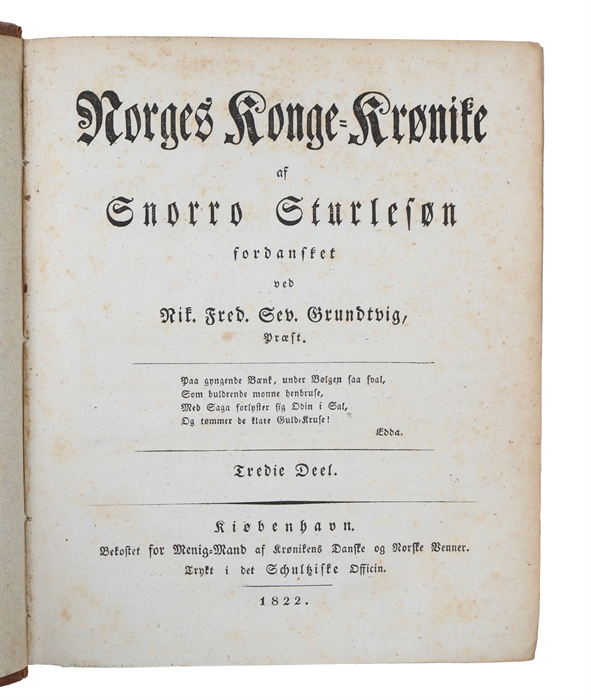 Norges Konge-Krønike
af
Snorro Sturlesøn
fordansket
ved
Nik. Fred. Sev. Grundtvig,
Præst.
Paa gyngende Bænk, under Bølgen saa sval,
Som buldrende monne henbruse,
Med Saga forlyster sig Odin i Sal,
Og tømmer de klare Guld-Kruse!
Edda.
Tredie Deel.
Kiøbenhavn.
Bekostet for Menig-Mand af Krønikens Danske og Norske Venner.
Trykt i det Schultziske Officin.
1822.